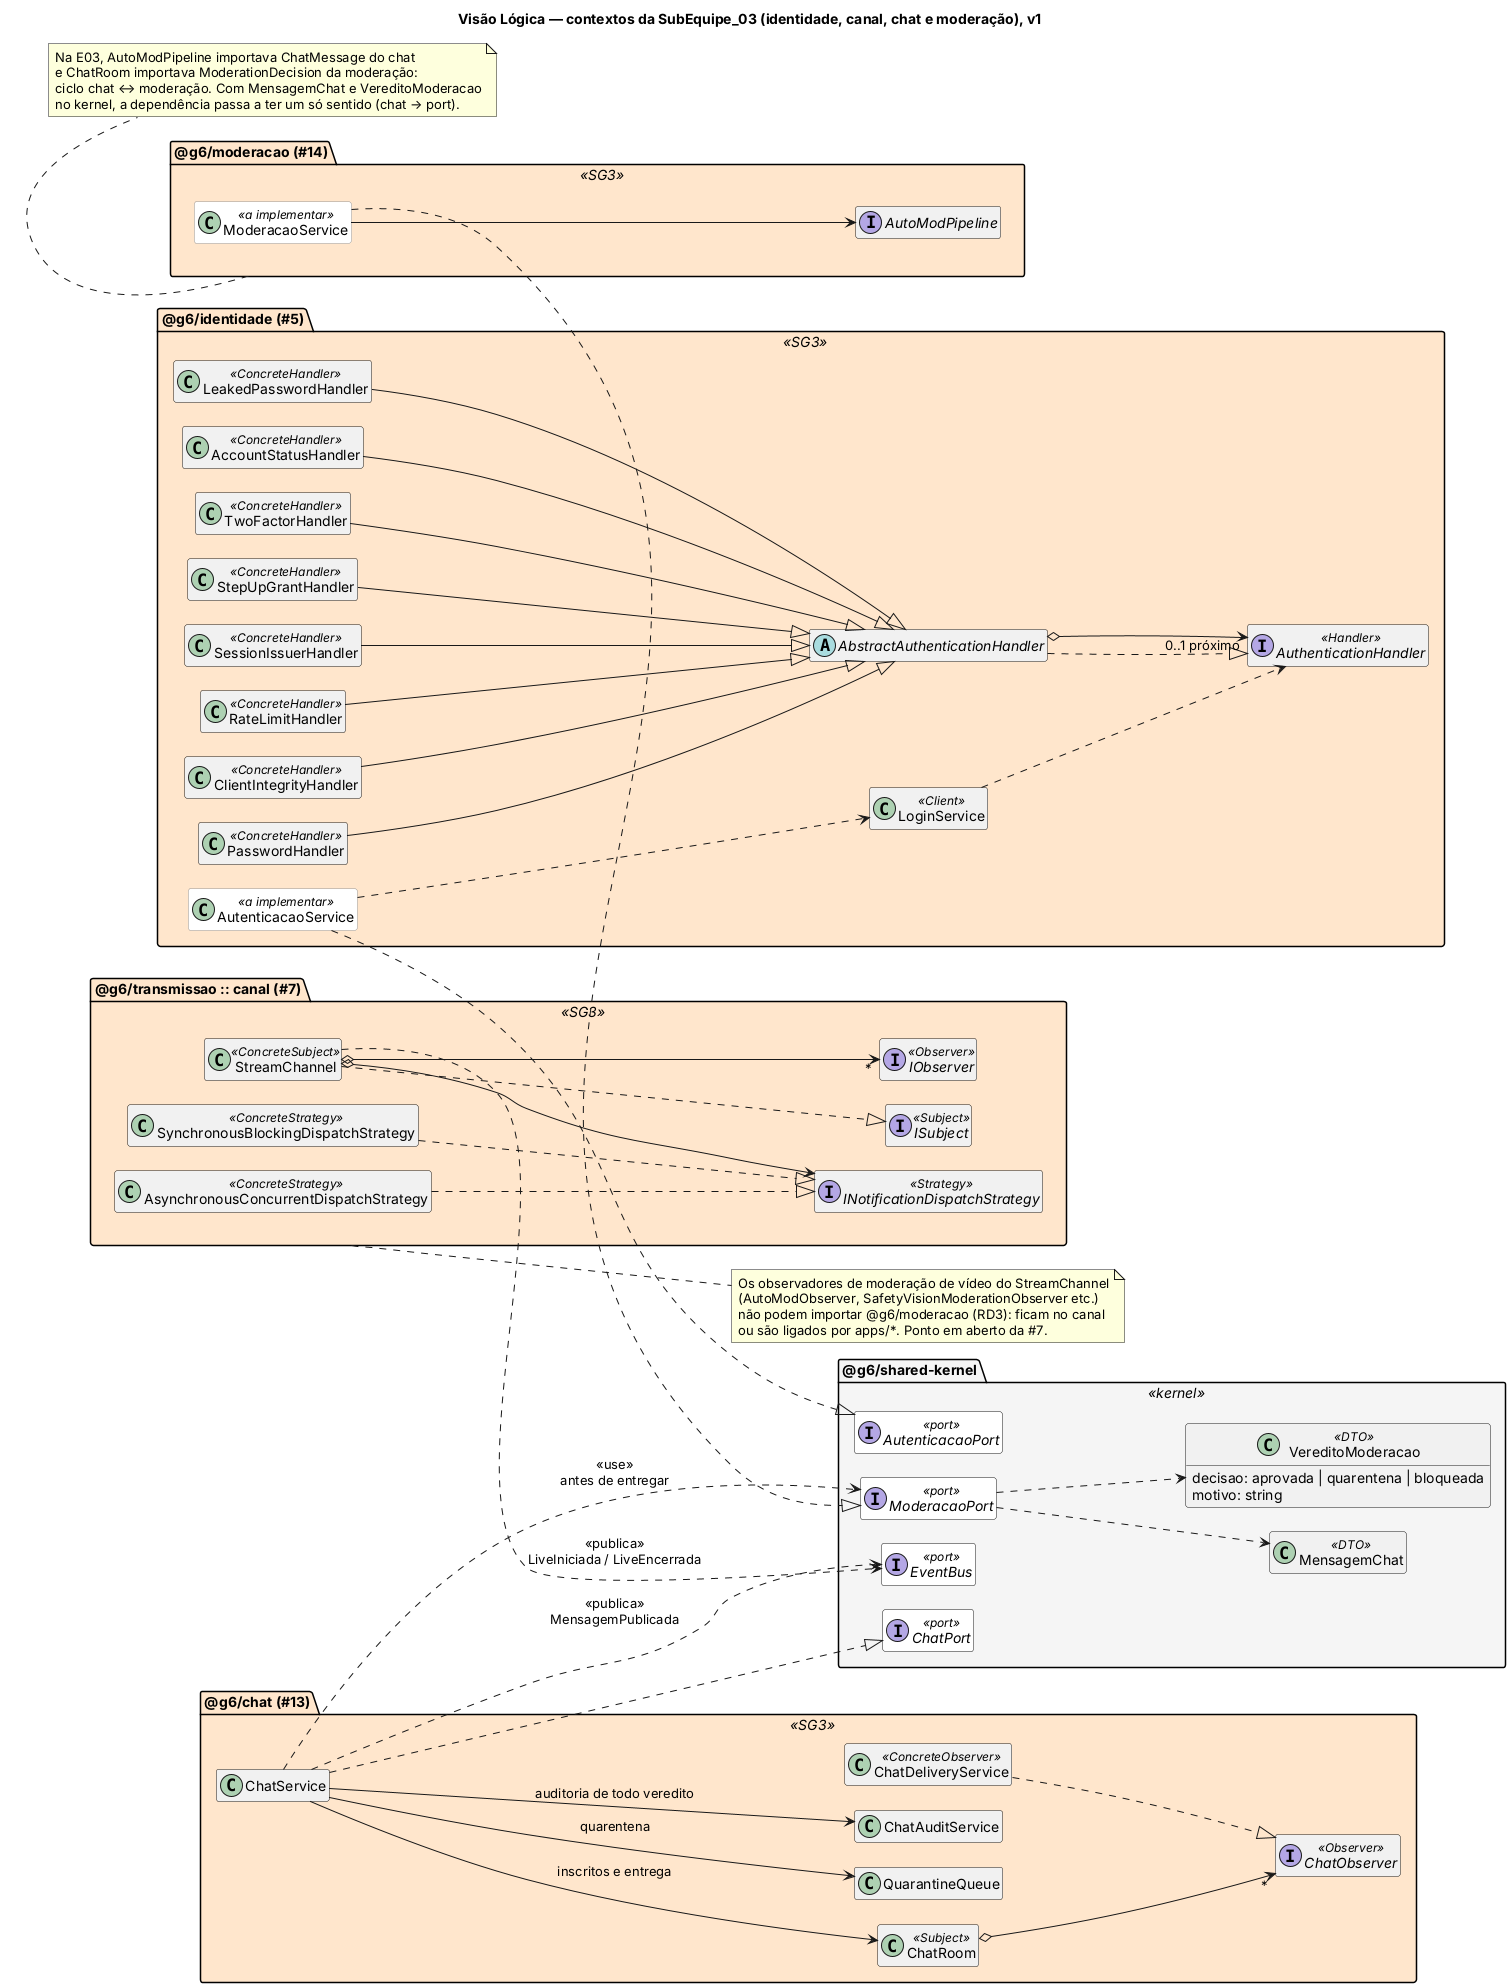 Visão Lógica — contextos da SubEquipe_03 (identidade, canal, chat e moderação), v1
Na E03, AutoModPipeline importava ChatMessage do chat
e ChatRoom importava ModerationDecision da moderação:
ciclo chat ↔ moderação. Com MensagemChat e VereditoModeracao
no kernel, a dependência passa a ter um só sentido (chat → port).
@g6/moderacao (#14)
«SG3»
«a implementar»
ModeracaoService
AutoModPipeline
@g6/identidade (#5)
«SG3»
«ConcreteHandler»
LeakedPasswordHandler
«ConcreteHandler»
AccountStatusHandler
«ConcreteHandler»
TwoFactorHandler
«ConcreteHandler»
StepUpGrantHandler
«ConcreteHandler»
SessionIssuerHandler
«ConcreteHandler»
RateLimitHandler
«ConcreteHandler»
ClientIntegrityHandler
«ConcreteHandler»
PasswordHandler
«a implementar»
AutenticacaoService
AbstractAuthenticationHandler
0..1 próximo
«Handler»
AuthenticationHandler
«Client»
LoginService
@g6/transmissao :: canal (#7)
«SG3»
«ConcreteSubject»
StreamChannel
«ConcreteStrategy»
SynchronousBlockingDispatchStrategy
«ConcreteStrategy»
AsynchronousConcurrentDispatchStrategy
*
«Observer»
IObserver
«Subject»
ISubject
«Strategy»
INotificationDispatchStrategy
Os observadores de moderação de vídeo do StreamChannel
(AutoModObserver, SafetyVisionModerationObserver etc.)
não podem importar @g6/moderacao (RD3): ficam no canal
ou são ligados por apps/*. Ponto em aberto da #7.
@g6/shared-kernel
«kernel»
«port»
AutenticacaoPort
«port»
ModeracaoPort
«port»
EventBus
«port»
ChatPort
«DTO»
VereditoModeracao
decisao: aprovada | quarentena | bloqueada
motivo: string
«DTO»
MensagemChat
«use»
antes de entregar
«publica»
LiveIniciada / LiveEncerrada
«publica»
MensagemPublicada
@g6/chat (#13)
«SG3»
ChatService
auditoria de todo veredito
quarentena
inscritos e entrega
«ConcreteObserver»
ChatDeliveryService
ChatAuditService
QuarantineQueue
«Subject»
ChatRoom
*
«Observer»
ChatObserver